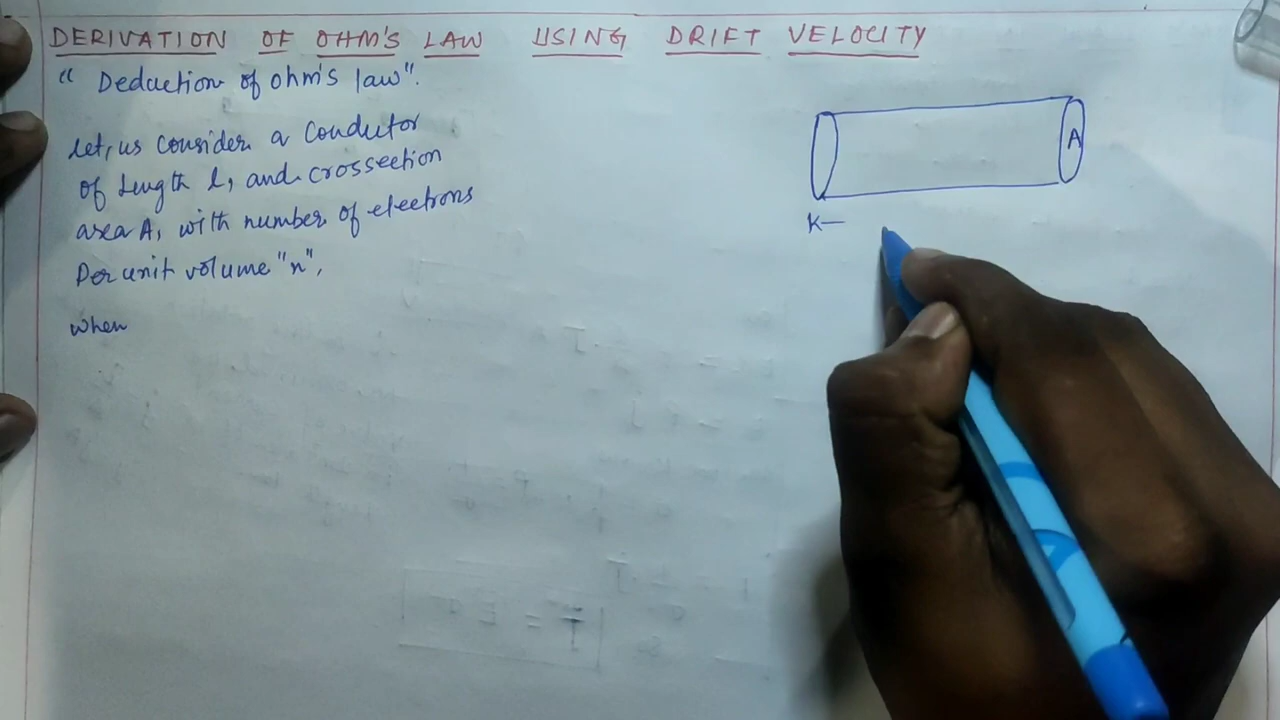 DERIVATION OF OHM'S LAW USING DRIFT VELOCITY
" Deduction of ohm's law".
Let, us consider a Condutor
of length l, and crossection
area A, with number of electrons
Per unit volume "n",
when
A
K—